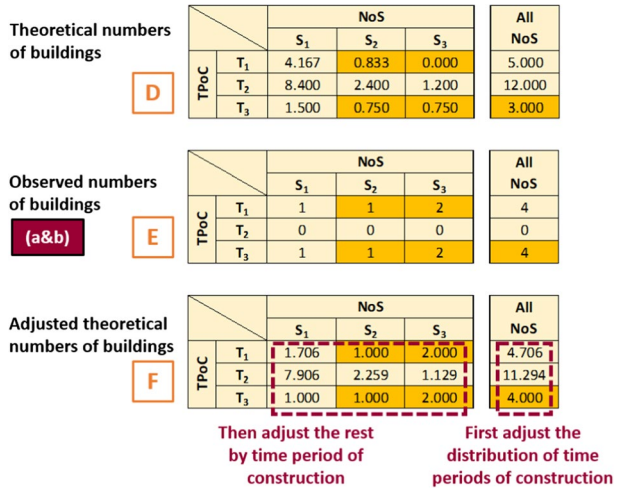 Theoretical numbers
of buildings
D
NoS
S₁ S₂ S₃
TPoC
T₁ 4.167 0.833 0.000
T₂ 8.400 2.400 1.200
T₃ 1.500 0.750 0.750
All
NoS
5.000
12.000
3.000
Observed numbers
of buildings
(a&b)
E
NoS
S₁ S₂ S₃
TPoC
T₁ 1 1 2
T₂ 0 0 0
T₃ 1 1 2
All
NoS
4
0
4
Adjusted theoretical
numbers of buildings
F
NoS
S₁ S₂ S₃
TPoC
T₁ 1.706 1.000 2.000
T₂ 7.906 2.259 1.129
T₃ 1.000 1.000 2.000
All
NoS
4.706
11.294
4.000
Then adjust the rest
by time period of
construction
First adjust the
distribution of time
periods of construction